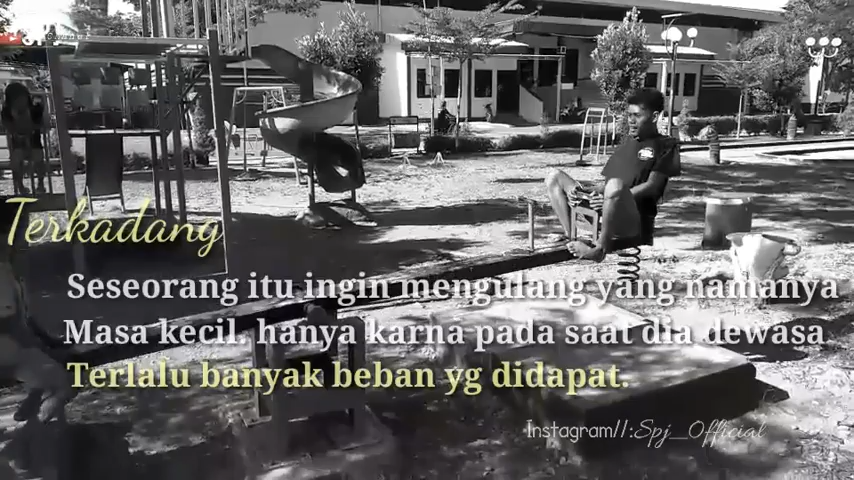 Terkadang
Seseorang itu ingin mengulang yang namanya
Masa kecil. hanya karna pada saat dia dewasa
Terlalu banyak beban yg didapat.
Instagram//:Spj_Official